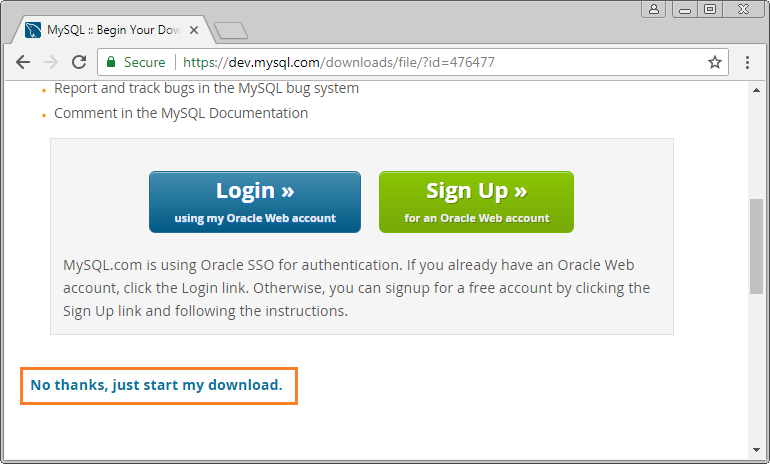 MySQL :: Begin Your Dow
Secure https://dev.mysql.com/downloads/file/?id=476477
• Report and track bugs in the MySQL bug system
• Comment in the MySQL Documentation
Login »
using my Oracle Web account
Sign Up »
for an Oracle Web account
MySQL.com is using Oracle SSO for authentication. If you already have an Oracle Web
account, click the Login link. Otherwise, you can signup for a free account by clicking the
Sign Up link and following the instructions.
No thanks, just start my download.